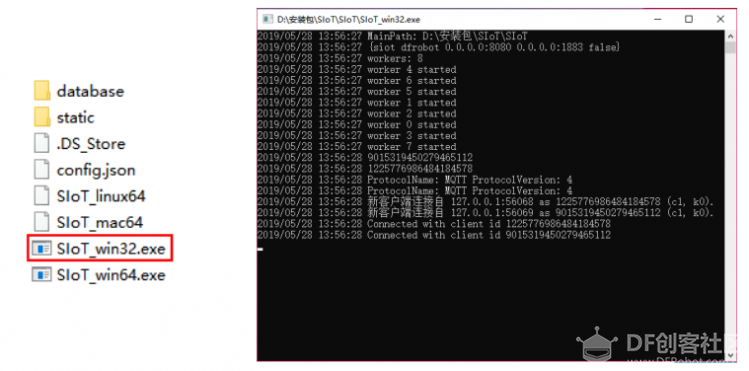 database
static
.DS_Store
config.json
SIoT_linux64
SIoT_mac64
SIoT_win32.exe
SIoT_win64.exe
D:\安装包\SIoT\SIoT\SIoT_win32.exe
2019/05/28 13:56:27 MainPath: D:\安装包\SIoT\SIoT
2019/05/28 13:56:27 {siot dfrobot 0.0.0.0:8080 0.0.0.0:1883 false}
2019/05/28 13:56:27 workers: 8
2019/05/28 13:56:27 worker 4 started
2019/05/28 13:56:27 worker 6 started
2019/05/28 13:56:27 worker 5 started
2019/05/28 13:56:27 worker 1 started
2019/05/28 13:56:27 worker 2 started
2019/05/28 13:56:27 worker 0 started
2019/05/28 13:56:27 worker 3 started
2019/05/28 13:56:27 worker 7 started
2019/05/28 13:56:28 9015319450279465112
2019/05/28 13:56:28 1225776986484184578
2019/05/28 13:56:28 ProtocolName: MQTT ProtocolVersion: 4
2019/05/28 13:56:28 ProtocolName: MQTT ProtocolVersion: 4
2019/05/28 13:56:28 新客户端连接自 127.0.0.1:56068 as 1225776986484184578 (c1, k0).
2019/05/28 13:56:28 新客户端连接自 127.0.0.1:56069 as 9015319450279465112 (c1, k0).
2019/05/28 13:56:28 Connected with client id 1225776986484184578
2019/05/28 13:56:28 Connected with client id 9015319450279465112
DF创客社区
www.DFRobot.com